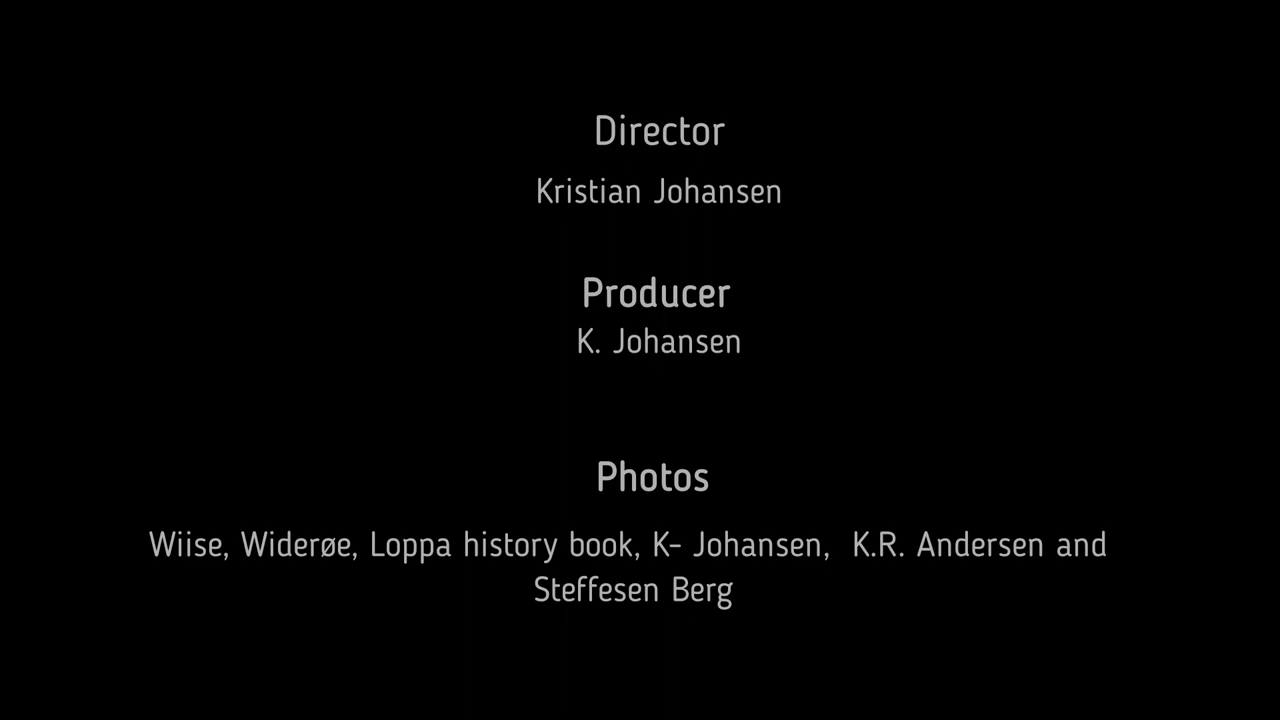 Director
Kristian Johansen
Producer
K. Johansen
Photos
Wiise, Widerøe, Loppa history book, K- Johansen,  K.R. Andersen and
Steffesen Berg